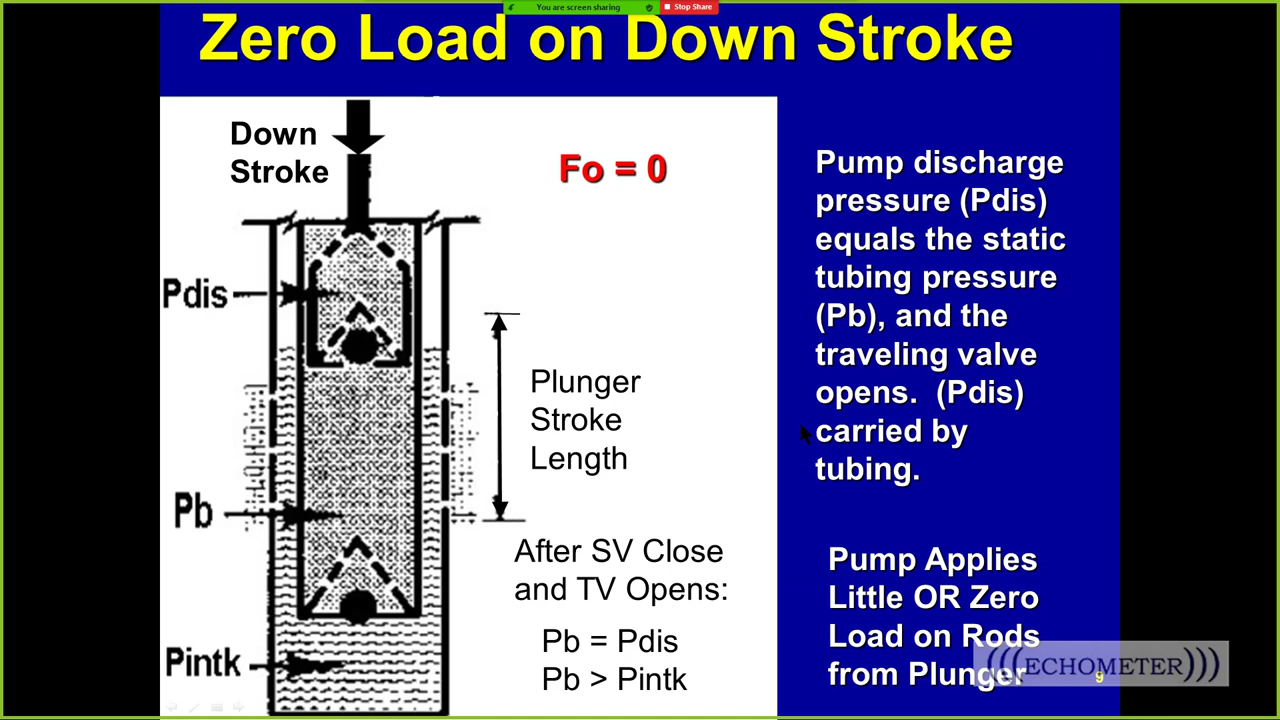 You are screen sharing
Stop Share
Zero Load on Down Stroke
Down
Stroke
Fo = 0
Pdis
Plunger
Stroke
Length
Pb
After SV Close
and TV Opens:
Pb = Pdis
Pb > Pintk
Pintk
Pump discharge
pressure (Pdis)
equals the static
tubing pressure
(Pb), and the
traveling valve
opens. (Pdis)
carried by
tubing.
Pump Applies
Little OR Zero
Load on Rods
from Plunger
(((ECHOMETER)))
9